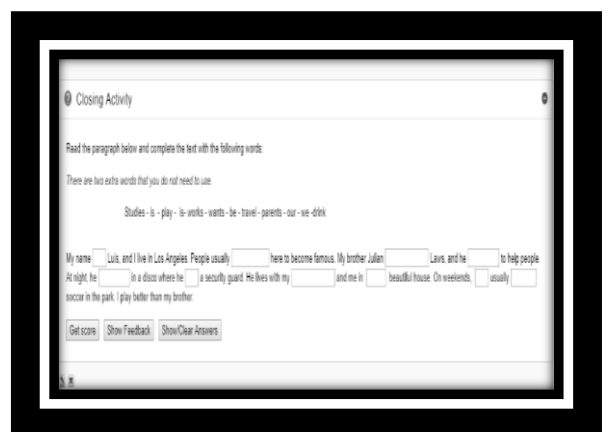 Closing Activity
Read the paragraph below and complete the text with the following words:
There are two extra words that you do not need to use.
Studies - is - play - is- works - wants - be - travel - parents - our - we -drink
My name Luis, and I live in Los Angeles. People usually here to become famous. My brother Julian Laws, and he to help people.
At night, he in a disco where he a security guard. He lives with my and me in beautiful house. On weekends, usually
soccer in the park. I play better than my brother.
Get score Show Feedback Show/Clear Answers